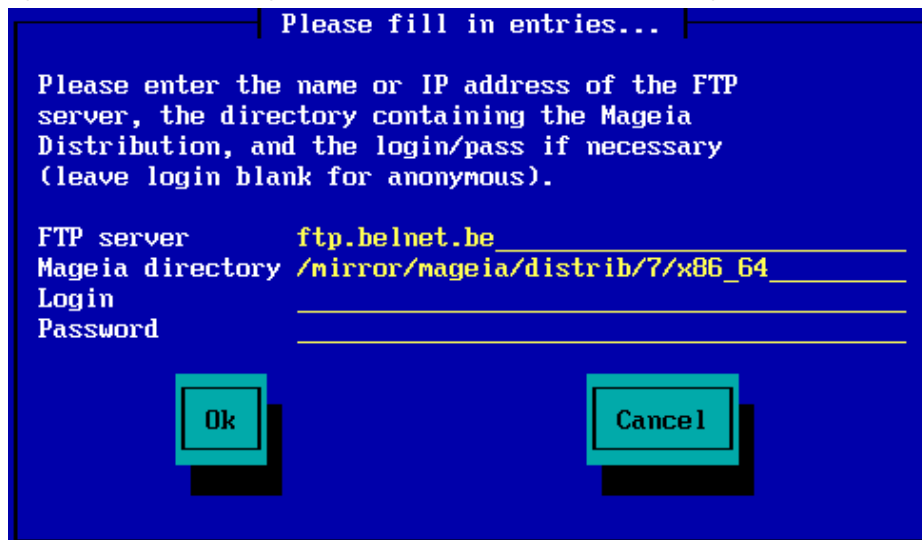 Please fill in entries...
Please enter the name or IP address of the FTP
server, the directory containing the Mageia
Distribution, and the login/pass if necessary
(leave login blank for anonymous).
FTP server ftp.belnet.be
Mageia directory /mirror/mageia/distrib/7/x86_64
Login
Password
Ok Cancel